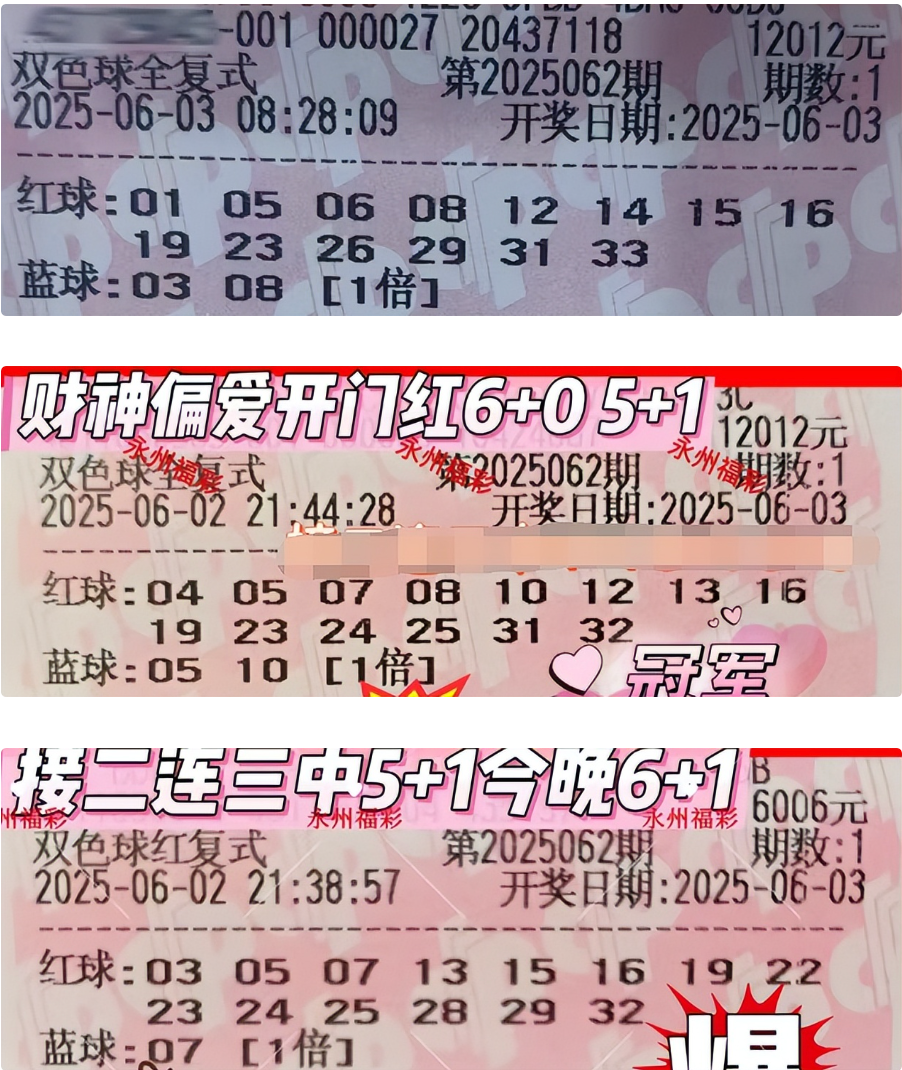 -001 000027 20437118 12012元
双色球全复式 第2025062期 期数:1
2025-06-03 08:28:09 开奖日期:2025-06-03
红球:01 05 06 08 12 14 15 16
19 23 26 29 31 33
蓝球:03 08 [1倍]
财神偏爱开门红6+0 5+1
3C
12012元
永州福彩 永州福彩 永州福彩
双色球全复式 第2025062期 期数:1
2025-06-02 21:44:28 开奖日期:2025-06-03
红球:04 05 07 08 10 12 13 16
19 23 24 25 31 32
蓝球:05 10 [1倍]
冠军
接二连三中5+1今晚6+1
B
6006元
州福彩 永州福彩 永州福彩
双色球红复式 第2025062期 期数:1
2025-06-02 21:38:57 开奖日期:2025-06-03
红球:03 05 07 13 15 16 19 22
23 24 25 28 29 32
蓝球:07 [1倍]
爆